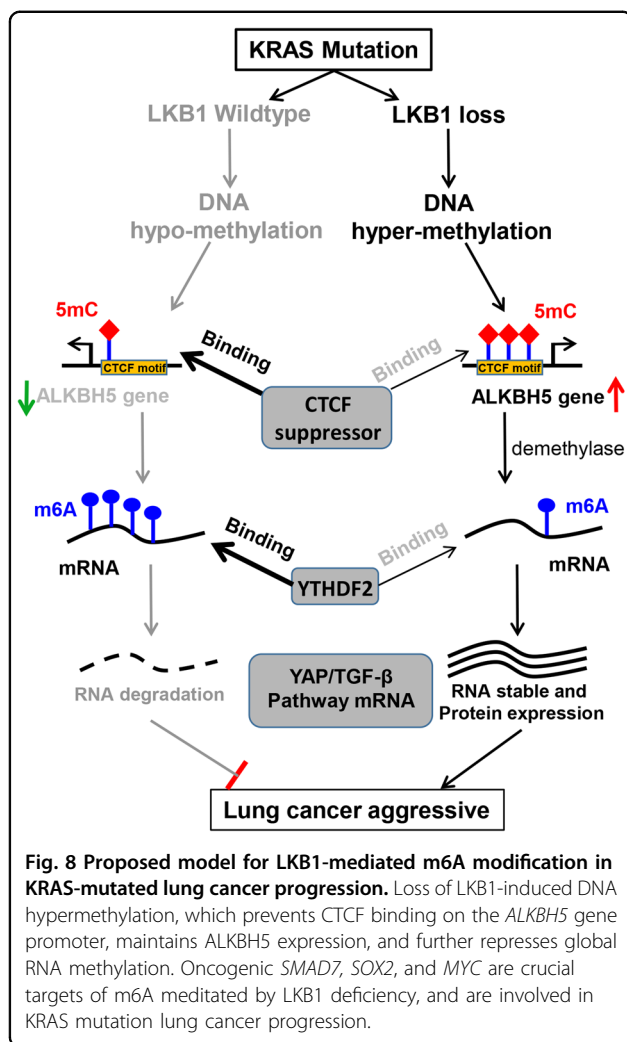 KRAS Mutation
LKB1 Wildtype
LKB1 loss
DNA
hypo-methylation
DNA
hyper-methylation
5mC
5mC
Binding
Binding
CTCF motif
CTCF motif
ALKBH5 gene
CTCF
suppressor
ALKBH5 gene
demethylase
m6A
m6A
Binding
Binding
mRNA
mRNA
YTHDF2
RNA degradation
YAP/TGF-β
Pathway mRNA
RNA stable and
Protein expression
Lung cancer aggressive
Fig. 8 Proposed model for LKB1-mediated m6A modification in
KRAS-mutated lung cancer progression. Loss of LKB1-induced DNA
hypermethylation, which prevents CTCF binding on the ALKBH5 gene
promoter, maintains ALKBH5 expression, and further represses global
RNA methylation. Oncogenic SMAD7, SOX2, and MYC are crucial
targets of m6A meditated by LKB1 deficiency, and are involved in
KRAS mutation lung cancer progression.